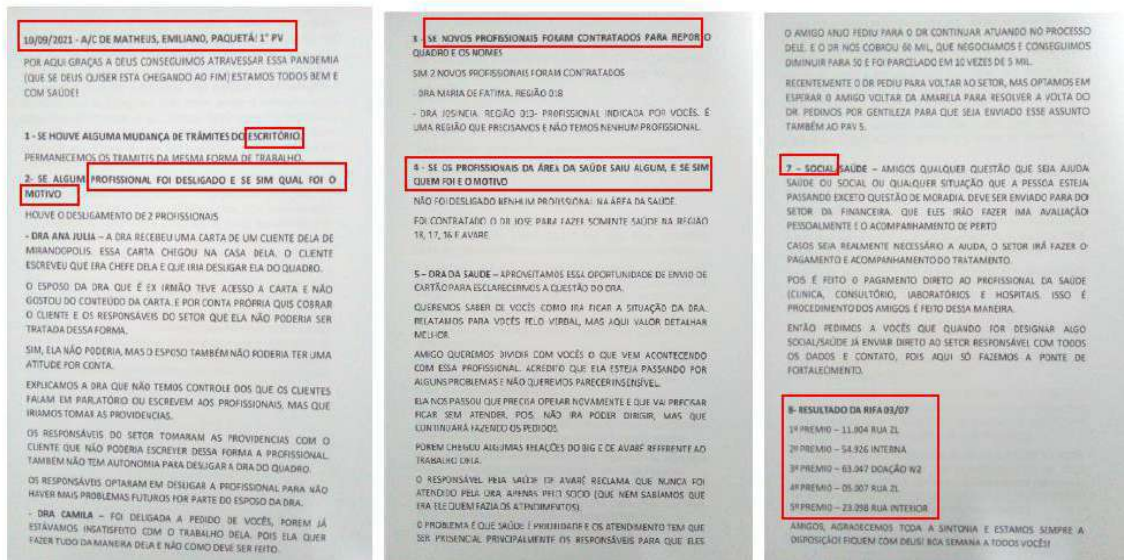 10/09/2021 - A/C DE MATHEUS, EMILIANO, PAQUETÁ! 1° PV
POR AQUI GRAÇAS A DEUS CONSEGUIMOS ATRAVESSAR ESSA PANDEMIA
(QUE SE DEUS QUISER ESTA CHEGANDO AO FIM) ESTAMOS TODOS BEM E
COM SAÚDE!
1 - SE HOUVE ALGUMA MUDANÇA DE TRÂMITES DO ESCRITÓRIO.
PERMANECEMOS OS TRAMITES DA MESMA FORMA DE TRABALHO.
2- SE ALGUM PROFISSIONAL FOI DESLIGADO E SE SIM QUAL FOI O
MOTIVO
HOUVE O DESLIGAMENTO DE 2 PROFISSIONAIS
- DRA ANA JULIA – A DRA RECEBEU UMA CARTA DE UM CLIENTE DELA DE
MIRANDOPOLIS. ESSA CARTA CHEGOU NA CASA DELA. O CLIENTE
ESCREVEU QUE ERA CHEFE DELA E QUE IRIA DESLIGAR ELA DO QUADRO.
O ESPOSO DA DRA QUE É EX IRMÃO TEVE ACESSO A CARTA E NÃO
GOSTOU DO CONTEÚDO DA CARTA. E POR CONTA PRÓPRIA QUIS COBRAR
O CLIENTE E OS RESPONSÁVEIS DO SETOR QUE ELA NÃO PODERIA SER
TRATADA DESSA FORMA.
SIM, ELA NÃO PODERIA, MAS O ESPOSO TAMBÉM NÃO PODERIA TER UMA
ATITUDE POR CONTA.
EXPLICAMOS A DRA QUE NÃO TEMOS CONTROLE DOS QUE OS CLIENTES
FALAM EM PARLATÓRIO OU ESCREVEM AOS PROFISSIONAIS, MAS QUE
IRIAMOS TOMAR AS PROVIDENCIAS.
OS RESPONSÁVEIS DO SETOR TOMARAM AS PROVIDENCIAS COM O
CLIENTE QUE NÃO PODERIA ESCREVER DESSA FORMA A PROFISSIONAL.
TAMBÉM NÃO TEM AUTONOMIA PARA DESLIGAR A DRA DO QUADRO.
OS RESPONSÁVEIS OPTARAM EM DESLIGAR A PROFISSIONAL PARA NÃO
HAVER MAIS PROBLEMAS FUTUROS POR PARTE DO ESPOSO DA DRA.
- DRA CAMILA – FOI DELIGADA A PEDIDO DE VOCÊS, POREM JÁ
ESTÁVAMOS INSATISFEITO COM O TRABALHO DELA. POIS ELA QUER
FAZER TUDO DA MANEIRA DELA E NÃO COMO DEVE SER FEITO.
3 - SE NOVOS PROFISSIONAIS FORAM CONTRATADOS PARA REPOR O
QUADRO E OS NOMES
SIM 2 NOVOS PROFISSIONAIS FORAM CONTRATADOS
- DRA MARIA DE FATIMA. REGIÃO 018
- DRA JOSINEIA. REGIÃO 013- PROFISSIONAL INDICADA POR VOCÊS. É
UMA REGIÃO QUE PRECISAMOS E NÃO TEMOS NENHUM PROFISSIONAL.
4 - SE OS PROFISSIONAIS DA ÁREA DA SAÚDE SAIU ALGUM, E SE SIM
QUEM FOI E O MOTIVO
NÃO FOI DESLIGADO NENHUM PROFISSIONAL NA ÁREA DA SAÚDE.
FOI CONTRATADO O DR JOSE PARA FAZER SOMENTE SAÚDE NA REGIÃO
18, 17, 16 E AVARE.
5 – DRA DA SAUDE – APROVEITAMOS ESSA OPORTUNIDADE DE ENVIO DE
CARTÃO PARA ESCLARECERMOS A QUESTÃO DO DRA.
QUEREMOS SABER DE VOCÊS COMO IRA FICAR A SITUAÇÃO DA DRA.
RELATAMOS PARA VOCÊS PELO VERBAL, MAS AQUI VALOR DETALHAR
MELHOR.
AMIGO QUEREMOS DIVIDIR COM VOCÊS O QUE VEM ACONTECENDO
COM ESSA PROFISSIONAL. ACREDITO QUE ELA ESTEJA PASSANDO POR
ALGUNS PROBLEMAS E NÃO QUEREMOS PARECER INSENSÍVEL.
ELA NOS PASSOU QUE PRECISA OPERAR NOVAMENTE E QUE VAI PRECISAR
FICAR SEM ATENDER, POIS, NÃO IRA PODER DIRIGIR, MAS QUE
CONTINUARÁ FAZENDO OS PEDIDOS.
POREM CHEGOU ALGUMAS RELAÇÕES DO BIG E DE AVARÉ REFERENTE AO
TRABALHO DELA.
O RESPONSÁVEL PELA SAÚDE DE AVARÉ RECLAMA QUE NUNCA FOI
ATENDIDO PELA DRA APENAS PELO SOCIO (QUE NEM SABÍAMOS QUE
ERA ELE QUEM FAZIA OS ATENDIMENTOS).
O PROBLEMA É QUE SAÚDE É PRIORIDADE E OS ATENDIMENTO TEM QUE
SER PRESENCIAL PRINCIPALMENTE OS RESPONSÁVEIS PARA QUE ELES
O AMIGO ANJO PEDIU PARA O DR CONTINUAR ATUANDO NO PROCESSO
DELE. E O DR NOS COBROU 60 MIL, QUE NEGOCIAMOS E CONSEGUIMOS
DIMINUIR PARA 50 E FOI PARCELADO EM 10 VEZES DE 5 MIL.
RECENTEMENTE O DR PEDIU PARA VOLTAR AO SETOR, MAS OPTAMOS EM
ESPERAR O AMIGO VOLTAR DA AMARELA PARA RESOLVER A VOLTA DO
DR. PEDIMOS POR GENTILEZA PARA QUE SEJA ENVIADO ESSE ASSUNTO
TAMBÉM AO PAV 5.
7 – SOCIAL/SAÚDE – AMIGOS QUALQUER QUESTÃO QUE SEJA AJUDA
SAUDE OU SOCIAL OU QUALQUER SITUAÇÃO QUE A PESSOA ESTEJA
PASSANDO EXCETO QUESTÃO DE MORADIA. DEVE SER ENVIADO PARA DO
SETOR DA FINANCEIRA. QUE ELES IRÃO FAZER IMA AVALIAÇÃO
PESSOALMENTE E O ACOMPANHAMENTO DE PERTO
CASOS SEJA REALMENTE NECESSÁRIO A AJUDA, O SETOR IRÁ FAZER O
PAGAMENTO E ACOMPANHAMENTO DO TRATAMENTO.
POIS É FEITO O PAGAMENTO DIRETO AO PROFISSIONAL DA SAÚDE
(CLINICA, CONSULTÓRIO, LABORATÓRIOS E HOSPITAIS. ISSO É
PROCEDIMENTO DOS AMIGOS. É FEITO DESSA MANEIRA.
ENTÃO PEDIMOS A VOCÊS QUE QUANDO FOR DESIGNAR ALGO
SOCIAL/SAUDE JÁ ENVIAR DIRETO AO SETOR RESPONSÁVEL COM TODOS
OS DADOS E CONTATO, POIS AQUI SÓ FAZEMOS A PONTE DE
FORTALECIMENTO.
8- RESULTADO DA RIFA 03/07
1º PREMIO – 11.804 RUA ZL
2º PREMIO – 54.926 INTERNA
3º PREMIO – 63.047 DOAÇÃO N2
4º PREMIO – 05.007 RUA ZL
5º PREMIO – 23.098 RUA INTERIOR
AMIGOS, AGRADECEMOS TODA A SINTONIA E ESTAMOS SEMPRE A
DISPOSIÇÃO! FIQUEM COM DEUS! BOA SEMANA A TODOS VOCÊS!